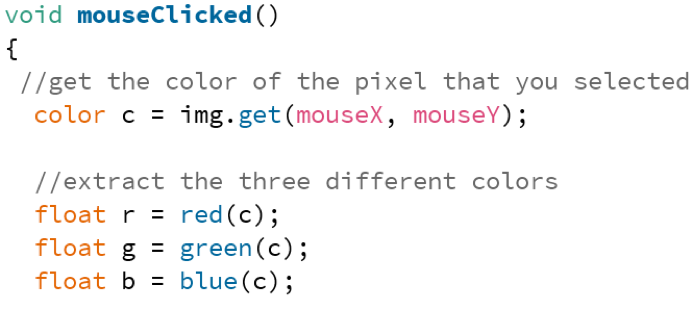 void mouseClicked()
{
//get the color of the pixel that you selected
color c = img.get(mouseX, mouseY);
//extract the three different colors
float r = red(c);
float g = green(c);
float b = blue(c);